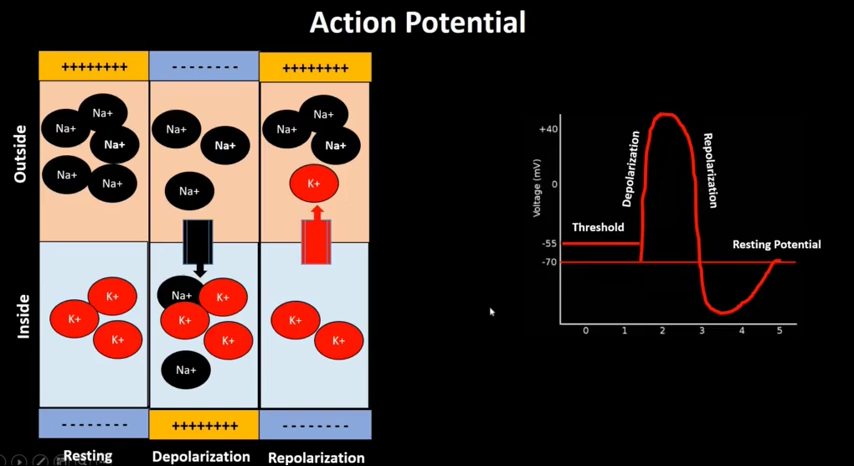 Action Potential
++++++++
--------
++++++++
Outside
Na+
Na+
Na+
Na+
Na+
Na+
Na+
Na+
Na+
Na+
Na+
K+
Inside
K+
K+
K+
Na+
K+
K+
K+
Na+
K+
K+
--------
++++++++
--------
Resting
Depolarization
Repolarization
Voltage (mV)
+40
0
-55
-70
Threshold
Depolarization
Repolarization
Resting Potential
0
1
2
3
4
5